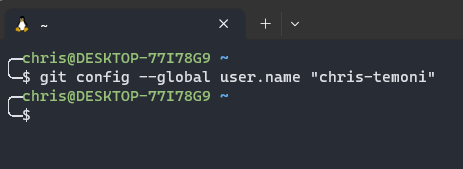 ~
chris@DESKTOP-77I78G9 ~
$ git config --global user.name "chris-temoni"
chris@DESKTOP-77I78G9 ~
$